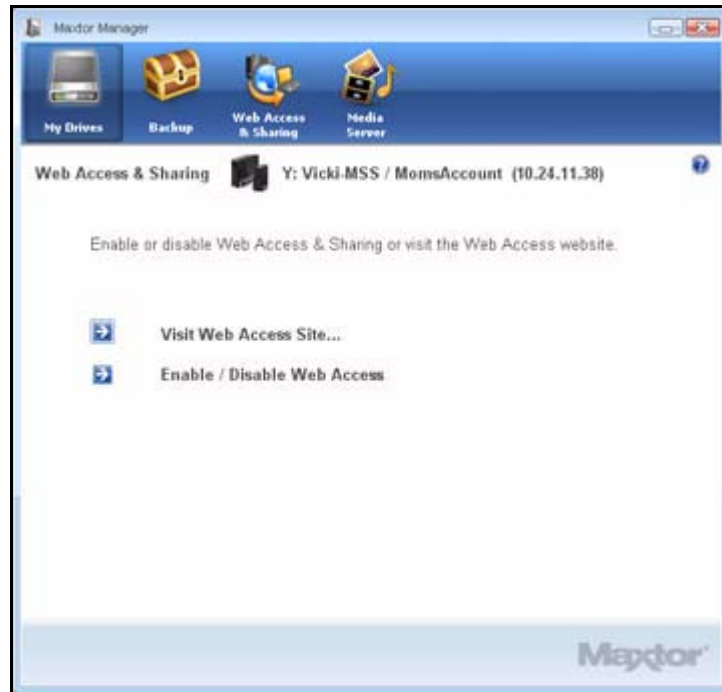 Maxtor Manager
My Drives
Backup
Web Access
& Sharing
Media
Server
Web Access & Sharing Y: Vicki-MSS / MomsAccount (10.24.11.38)
?
Enable or disable Web Access & Sharing or visit the Web Access website.
Visit Web Access Site...
Enable / Disable Web Access
Maxtor